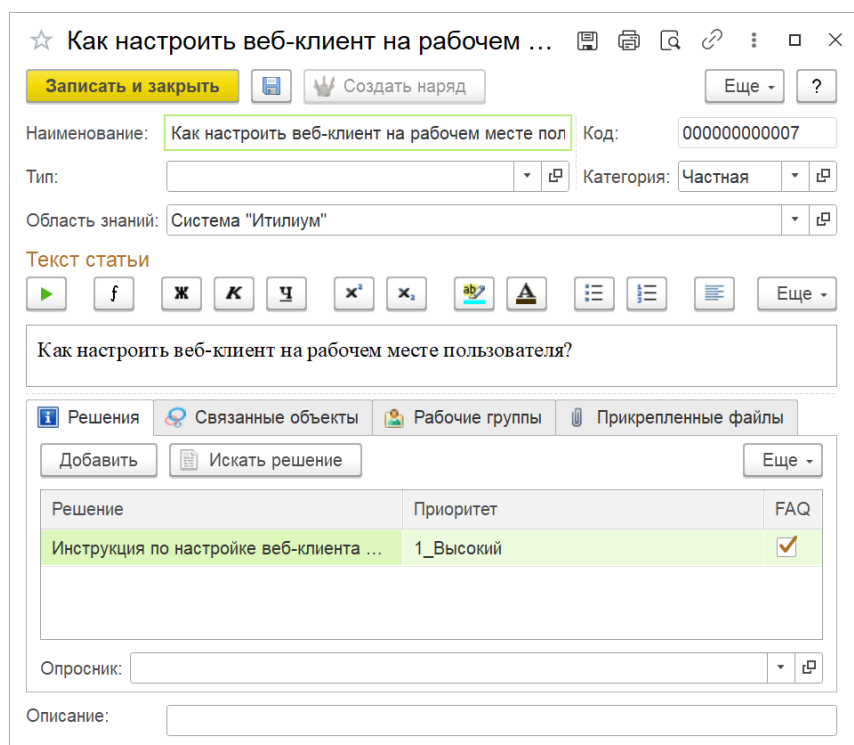 Как настроить веб-клиент на рабочем ...
Записать и закрыть Создать наряд Еще ?
Наименование: Как настроить веб-клиент на рабочем месте пол Код: 000000000007
Тип: Категория: Частная
Область знаний: Система "Итилиум"
Текст статьи
f Ж К Ч x² x₂ ab А Еще
Как настроить веб-клиент на рабочем месте пользователя?
Решения Связанные объекты Рабочие группы Прикрепленные файлы
Добавить Искать решение Еще
Решение Приоритет FAQ
Инструкция по настройке веб-клиента ... 1_Высокий
Опросник:
Описание: